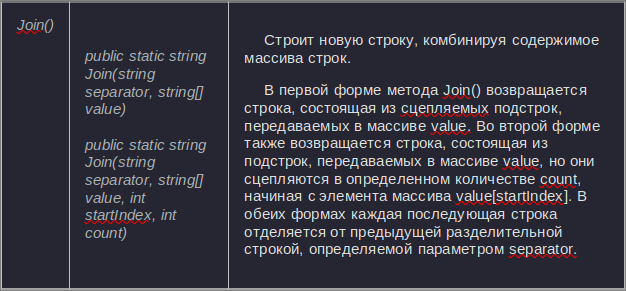 Join()
public static string
Join(string
separator, string[]
value)
public static string
Join(string
separator, string[]
value, int
startIndex, int
count)
Строит новую строку, комбинируя содержимое
массива строк.
В первой форме метода Join() возвращается
строка, состоящая из сцепляемых подстрок,
передаваемых в массиве value. Во второй форме
также возвращается строка, состоящая из
подстрок, передаваемых в массиве value, но они
сцепляются в определенном количестве count,
начиная с элемента массива value[startIndex]. В
обеих формах каждая последующая строка
отделяется от предыдущей разделительной
строкой, определяемой параметром separator.